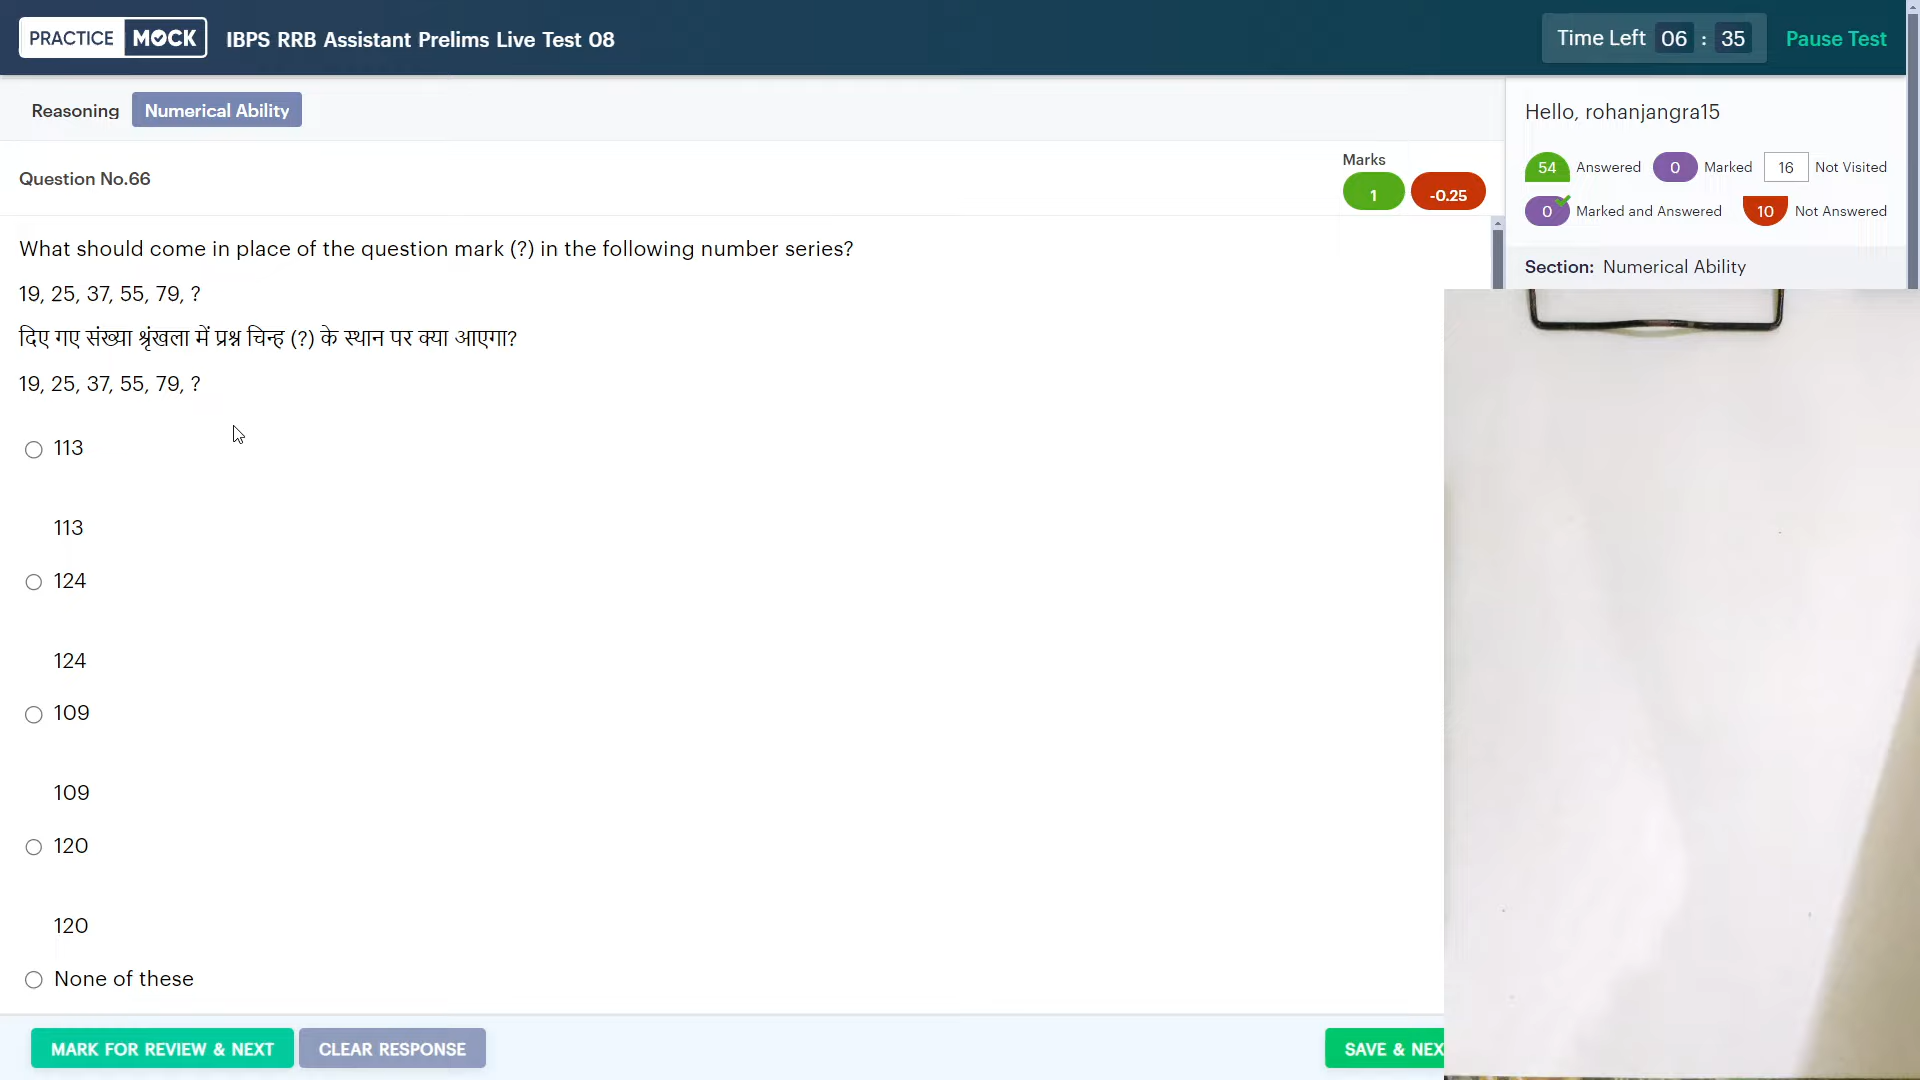 PRACTICE MOCK IBPS RRB Assistant Prelims Live Test 08 Time Left 06 : 35 Pause Test
Reasoning Numerical Ability
Hello, rohanjangra15
Question No.66
Marks
1 -0.25
54 Answered 0 Marked 16 Not Visited
0 Marked and Answered 10 Not Answered
Section: Numerical Ability
What should come in place of the question mark (?) in the following number series?
19, 25, 37, 55, 79, ?
दिए गए संख्या श्रृंखला में प्रश्न चिन्ह (?) के स्थान पर क्या आएगा?
19, 25, 37, 55, 79, ?
113
113
124
124
109
109
120
120
None of these
MARK FOR REVIEW & NEXT CLEAR RESPONSE SAVE & NEX